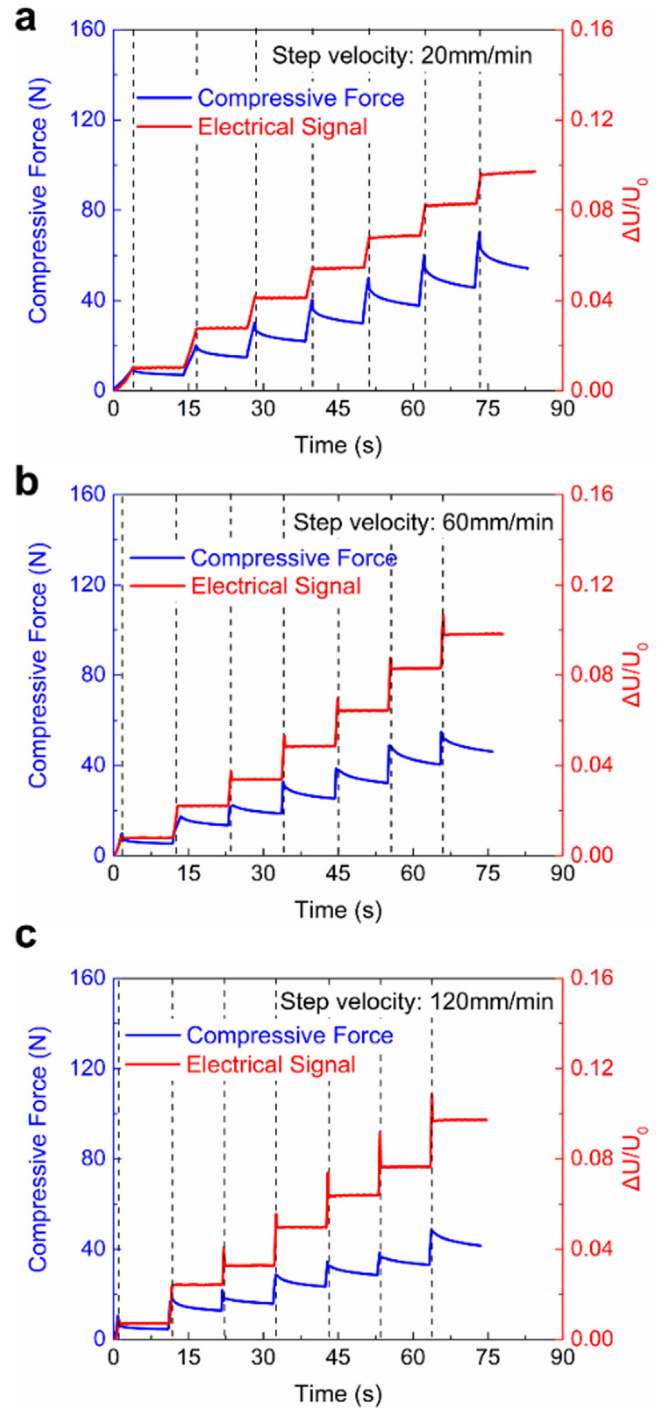 a
160
0.16
Step velocity: 20mm/min
Compressive Force
Electrical Signal
120
0.12
80
0.08
40
0.04
0
0.00
Compressive Force (N)
ΔU/U0
0 15 30 45 60 75 90
Time (s)
b
160
0.16
Step velocity: 60mm/min
Compressive Force
Electrical Signal
120
0.12
80
0.08
40
0.04
0
0.00
Compressive Force (N)
ΔU/U0
0 15 30 45 60 75 90
Time (s)
c
160
0.16
Step velocity: 120mm/min
Compressive Force
Electrical Signal
120
0.12
80
0.08
40
0.04
0
0.00
Compressive Force (N)
ΔU/U0
0 15 30 45 60 75 90
Time (s)